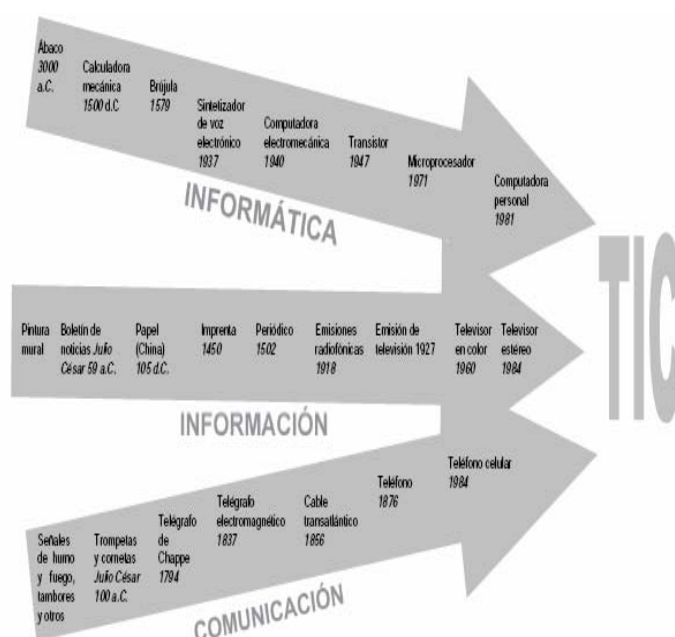 Ábaco
3000
a.C.
Calculadora
mecánica
1500 d.C
Brújula
1579
Sintetizador
de voz
electrónico
1937
Computadora
electromecánica
1940
Transistor
1947
Microprocesador
1971
Computadora
personal
1981
INFORMÁTICA
Pintura
mural
Boletín de
noticias Julio
César 59 a.C.
Papel
(China)
105 d.C.
Imprenta
1450
Periódico
1502
Emisiones
radiofónicas
1918
Emisión de
televisión 1927
Televisor
en color
1960
Televisor
estéreo
1984
INFORMACIÓN
Señales
de humo
y fuego,
tambores
y otros
Trompetas
y cornetas
Julio César
100 a.C.
Telégrafo
de
Chappe
1794
Telégrafo
electromagnético
1837
Cable
transatlántico
1856
Teléfono
1876
Teléfono celular
1984
COMUNICACIÓN
TIC